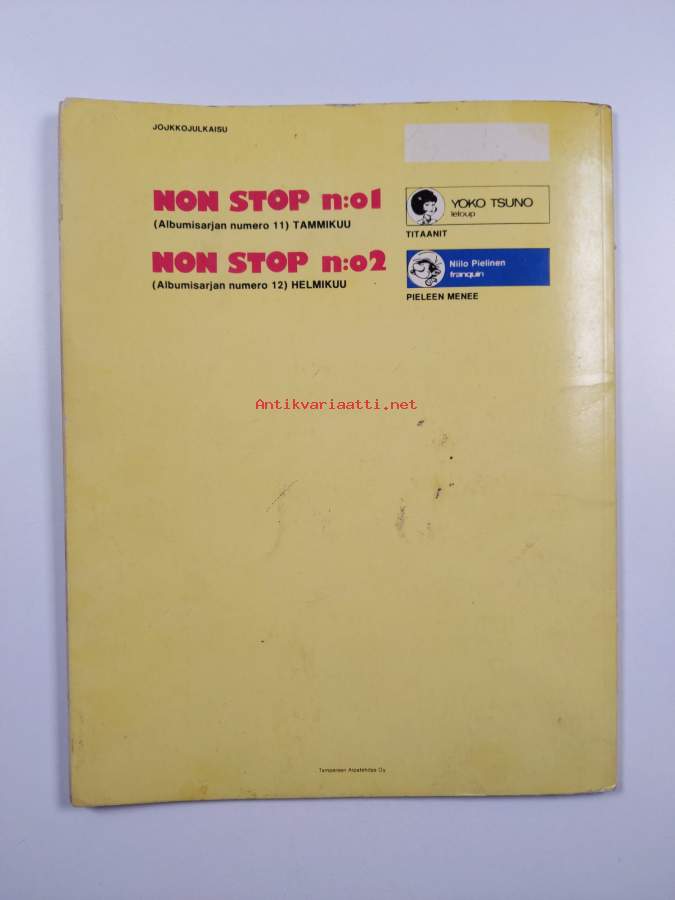 JOJKKOJULKAISU
NON STOP n:o1
(Albumisarjan numero 11) TAMMIKUU
YOKO TSUNO
leloup
TITAANIT
NON STOP n:o2
(Albumisarjan numero 12) HELMIKUU
Niilo Pielinen
franquin
PIELEEN MENEE
Antikvariaatti.net
Tampereen Arpatehdas Oy